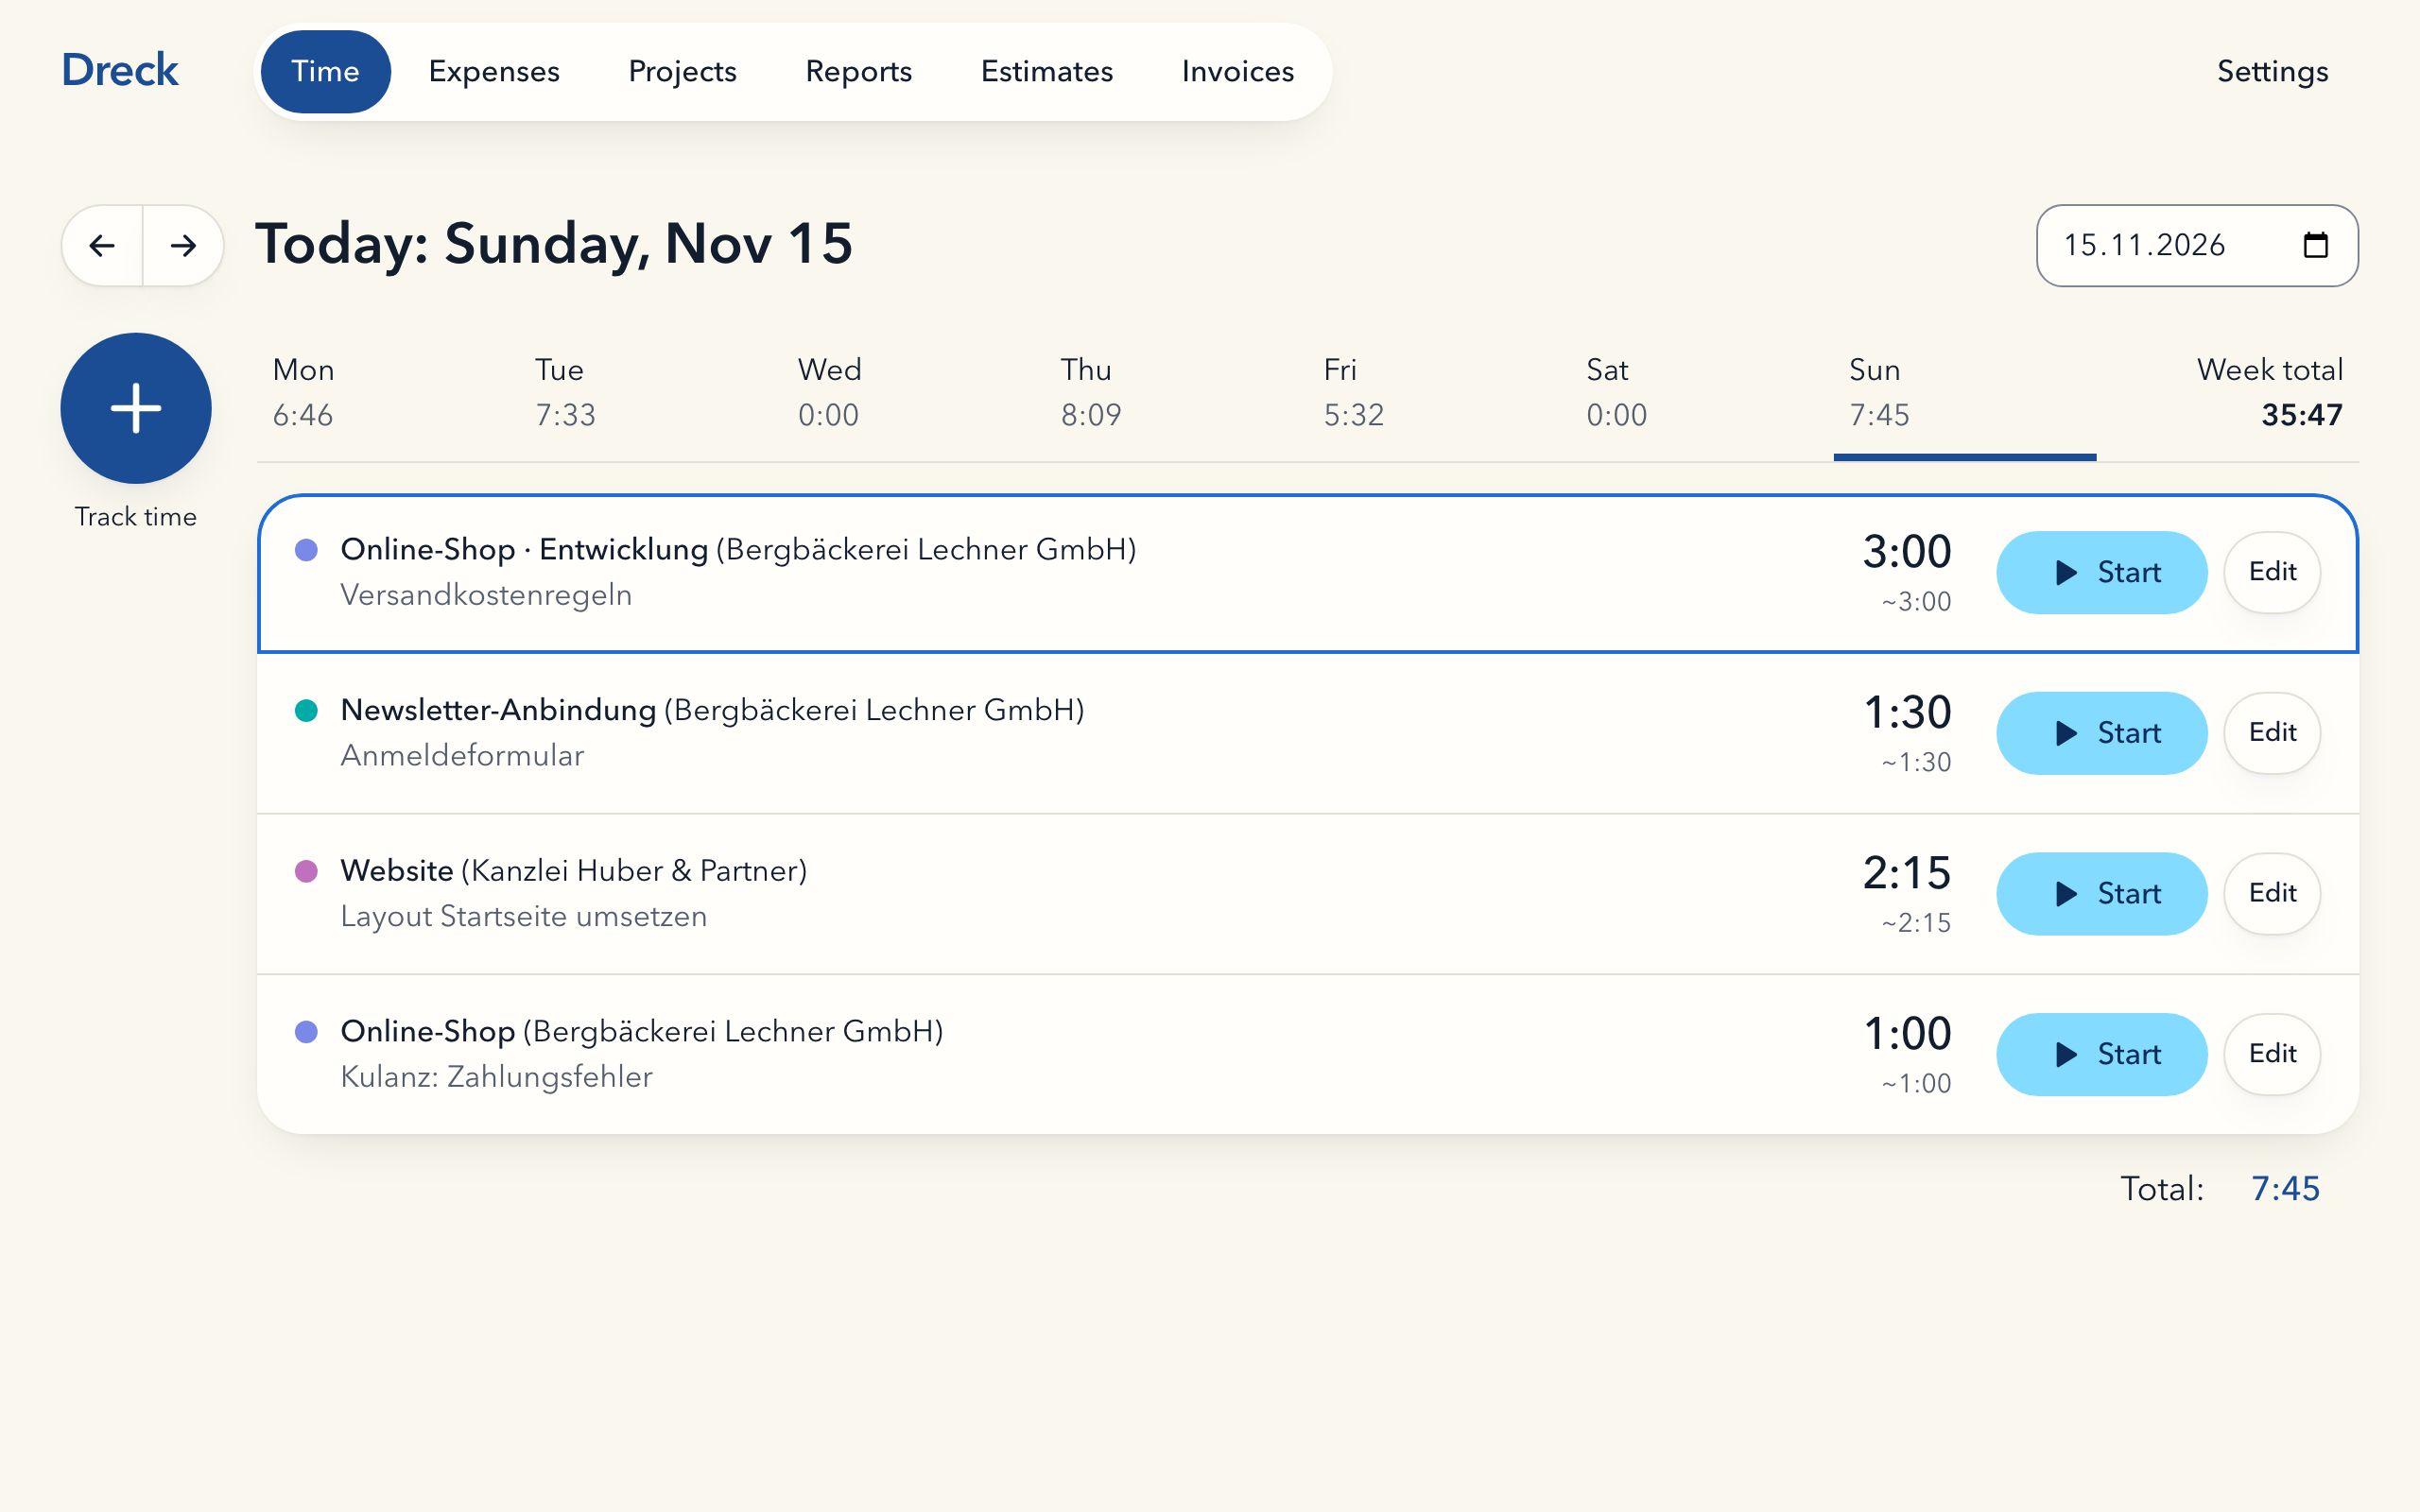 Dreck
Time Expenses Projects Reports Estimates Invoices
Settings
Today: Sunday, Nov 15
15.11.2026
Track time
Mon Tue Wed Thu Fri Sat Sun Week total
6:46 7:33 0:00 8:09 5:32 0:00 7:45 35:47
Online-Shop · Entwicklung (Bergbäckerei Lechner GmbH)
Versandkostenregeln
3:00
~3:00
Start Edit
Newsletter-Anbindung (Bergbäckerei Lechner GmbH)
Anmeldeformular
1:30
~1:30
Start Edit
Website (Kanzlei Huber & Partner)
Layout Startseite umsetzen
2:15
~2:15
Start Edit
Online-Shop (Bergbäckerei Lechner GmbH)
Kulanz: Zahlungsfehler
1:00
~1:00
Start Edit
Total: 7:45